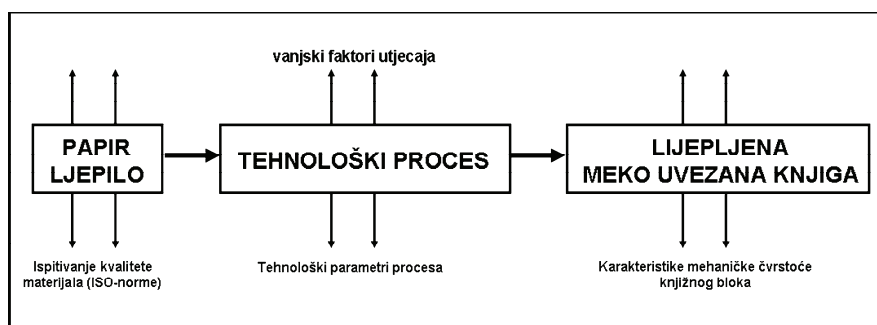 vanjski faktori utjecaja
PAPIR
LJEPILO
TEHNOLOŠKI PROCES
LIJEPLJENA
MEKO UVEZANA KNJIGA
Ispitivanje kvalitete
materijala (ISO-norme)
Tehnološki parametri procesa
Karakteristike mehaničke čvrstoće
knjižnog bloka